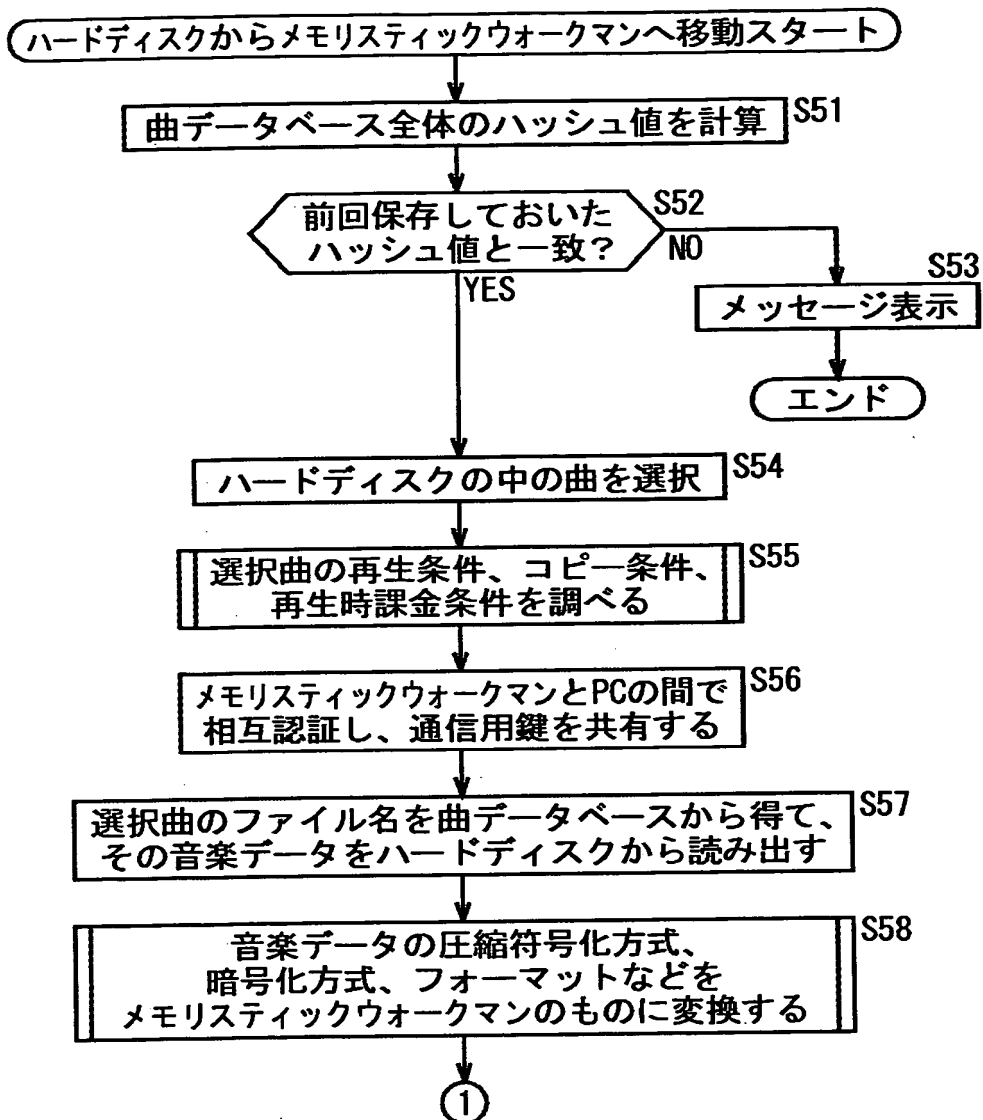 ハードディスクからメモリスティックウォークマンへ移動スタート
曲データベース全体のハッシュ値を計算
S51
前回保存しておいた
ハッシュ値と一致?
S52
NO
YES
S53
メッセージ表示
エンド
ハードディスクの中の曲を選択
S54
選択曲の再生条件、コピー条件、
再生時課金条件を調べる
S55
メモリスティックウォークマンとPCの間で
相互認証し、通信用鍵を共有する
S56
選択曲のファイル名を曲データベースから得て、
その音楽データをハードディスクから読み出す
S57
音楽データの圧縮符号化方式、
暗号化方式、フォーマットなどを
メモリスティックウォークマンのものに変換する
S58
1